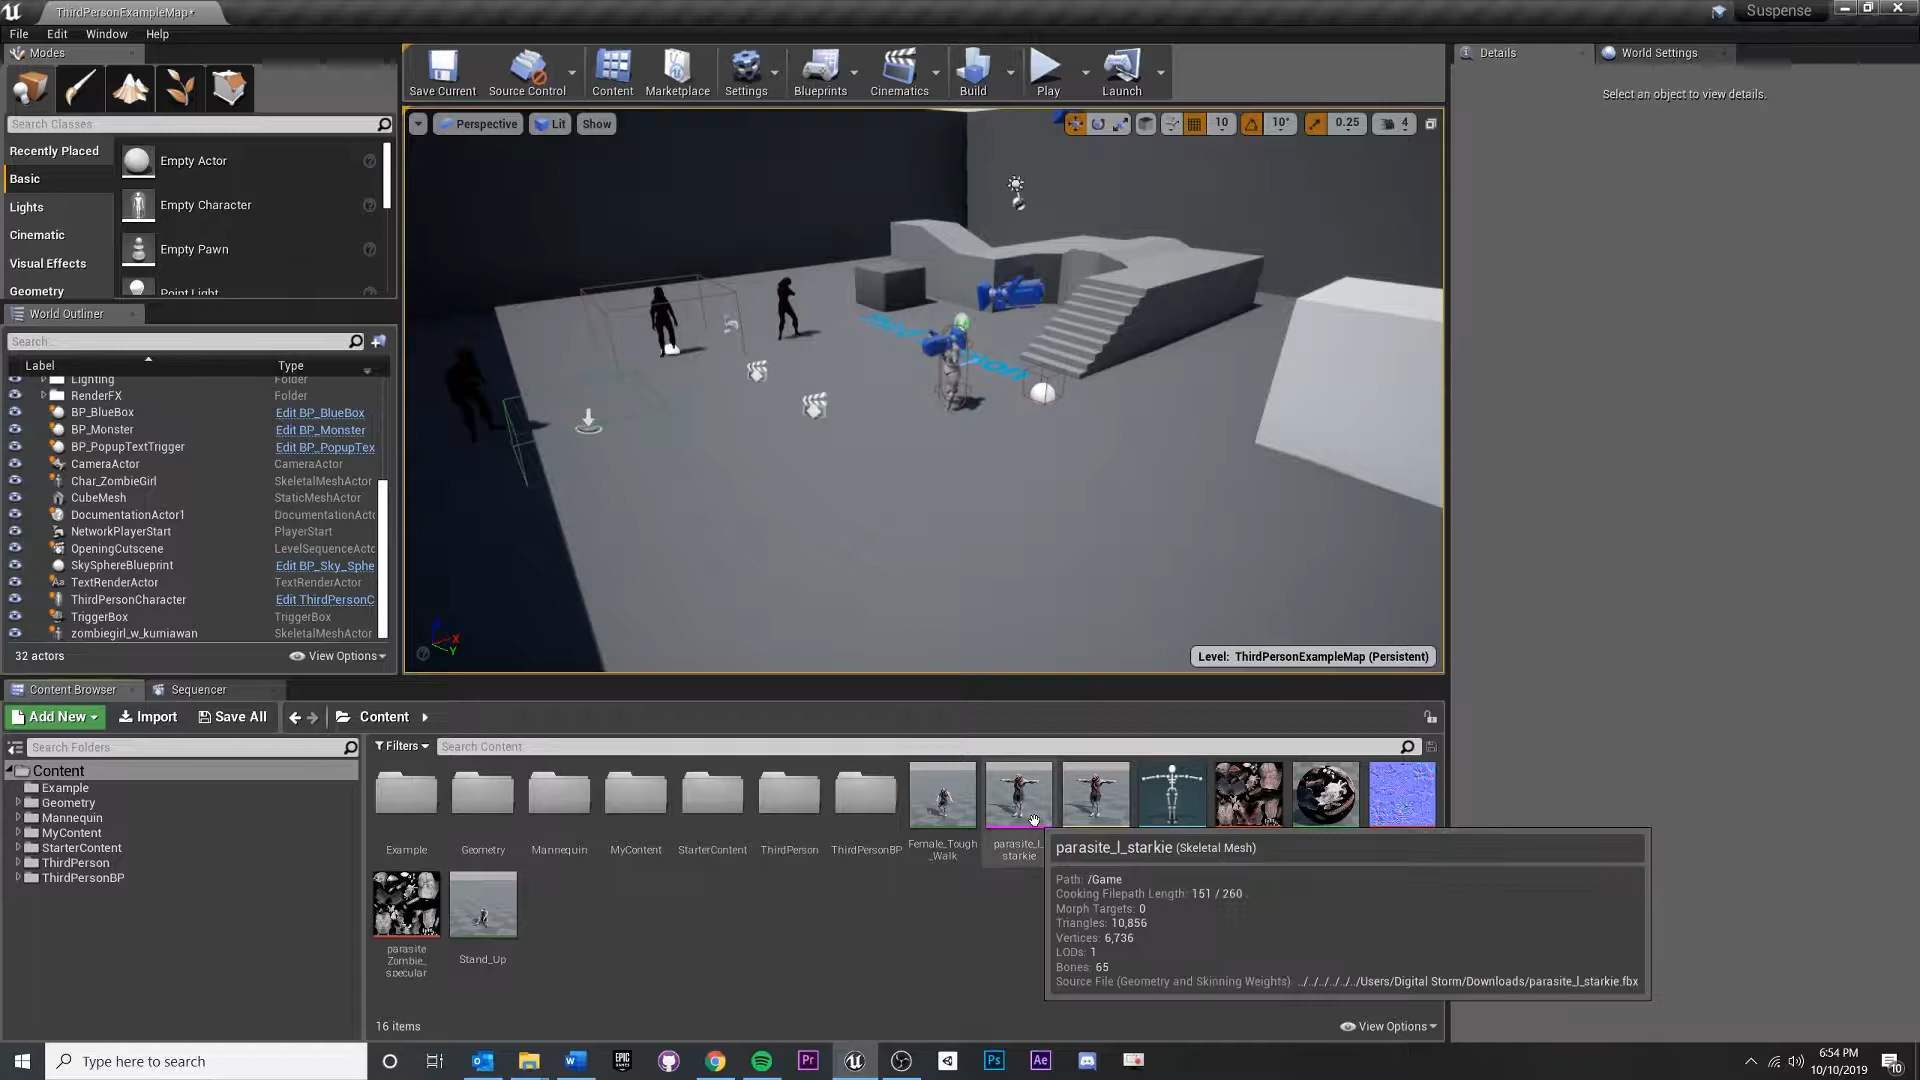 ThirdPersonExampleMap*
Suspense
File Edit Window Help
Modes
Search Classes
Recently Placed
Basic
Lights
Cinematic
Visual Effects
Geometry
Empty Actor
Empty Character
Empty Pawn
Point Light
Save Current
Source Control
Content
Marketplace
Settings
Blueprints
Cinematics
Build
Play
Launch
Perspective
Lit
Show
10
10°
0.25
4
Level: ThirdPersonExampleMap (Persistent)
Details
World Settings
Select an object to view details.
World Outliner
Search...
Label Type
Lighting Folder
RenderFX Folder
BP_BlueBox Edit BP_BlueBox
BP_Monster Edit BP_Monster
BP_PopupTextTrigger Edit BP_PopupTex
CameraActor CameraActor
Char_ZombieGirl SkeletalMeshActor
CubeMesh StaticMeshActor
DocumentationActor1 DocumentationActo
NetworkPlayerStart PlayerStart
OpeningCutscene LevelSequenceActo
SkySphereBlueprint Edit BP_Sky_Sphe
TextRenderActor TextRenderActor
ThirdPersonCharacter Edit ThirdPersonC
TriggerBox TriggerBox
zombiegirl_w_kurniawan SkeletalMeshActor
32 actors
View Options
Content Browser
Sequencer
Add New
Import
Save All
Content
Search Folders
Filters
Search Content
Content
Example
Geometry
Mannequin
MyContent
StarterContent
ThirdPerson
ThirdPersonBP
Example
Geometry
Mannequin
MyContent
StarterContent
ThirdPerson
ThirdPersonBP
Female_Tough_
Walk
parasite_l_
starkie
parasite
Zombie_
specular
Stand_Up
parasite_l_starkie (Skeletal Mesh)
Path: /Game
Cooking Filepath Length: 151 / 260
Morph Targets: 0
Triangles: 10,856
Vertices: 6,736
LODs: 1
Bones: 65
Source File (Geometry and Skinning Weights) ../../../../../../Users/Digital Storm/Downloads/parasite_l_starkie.fbx
16 items
View Options
Type here to search
6:54 PM
10/10/2019
10